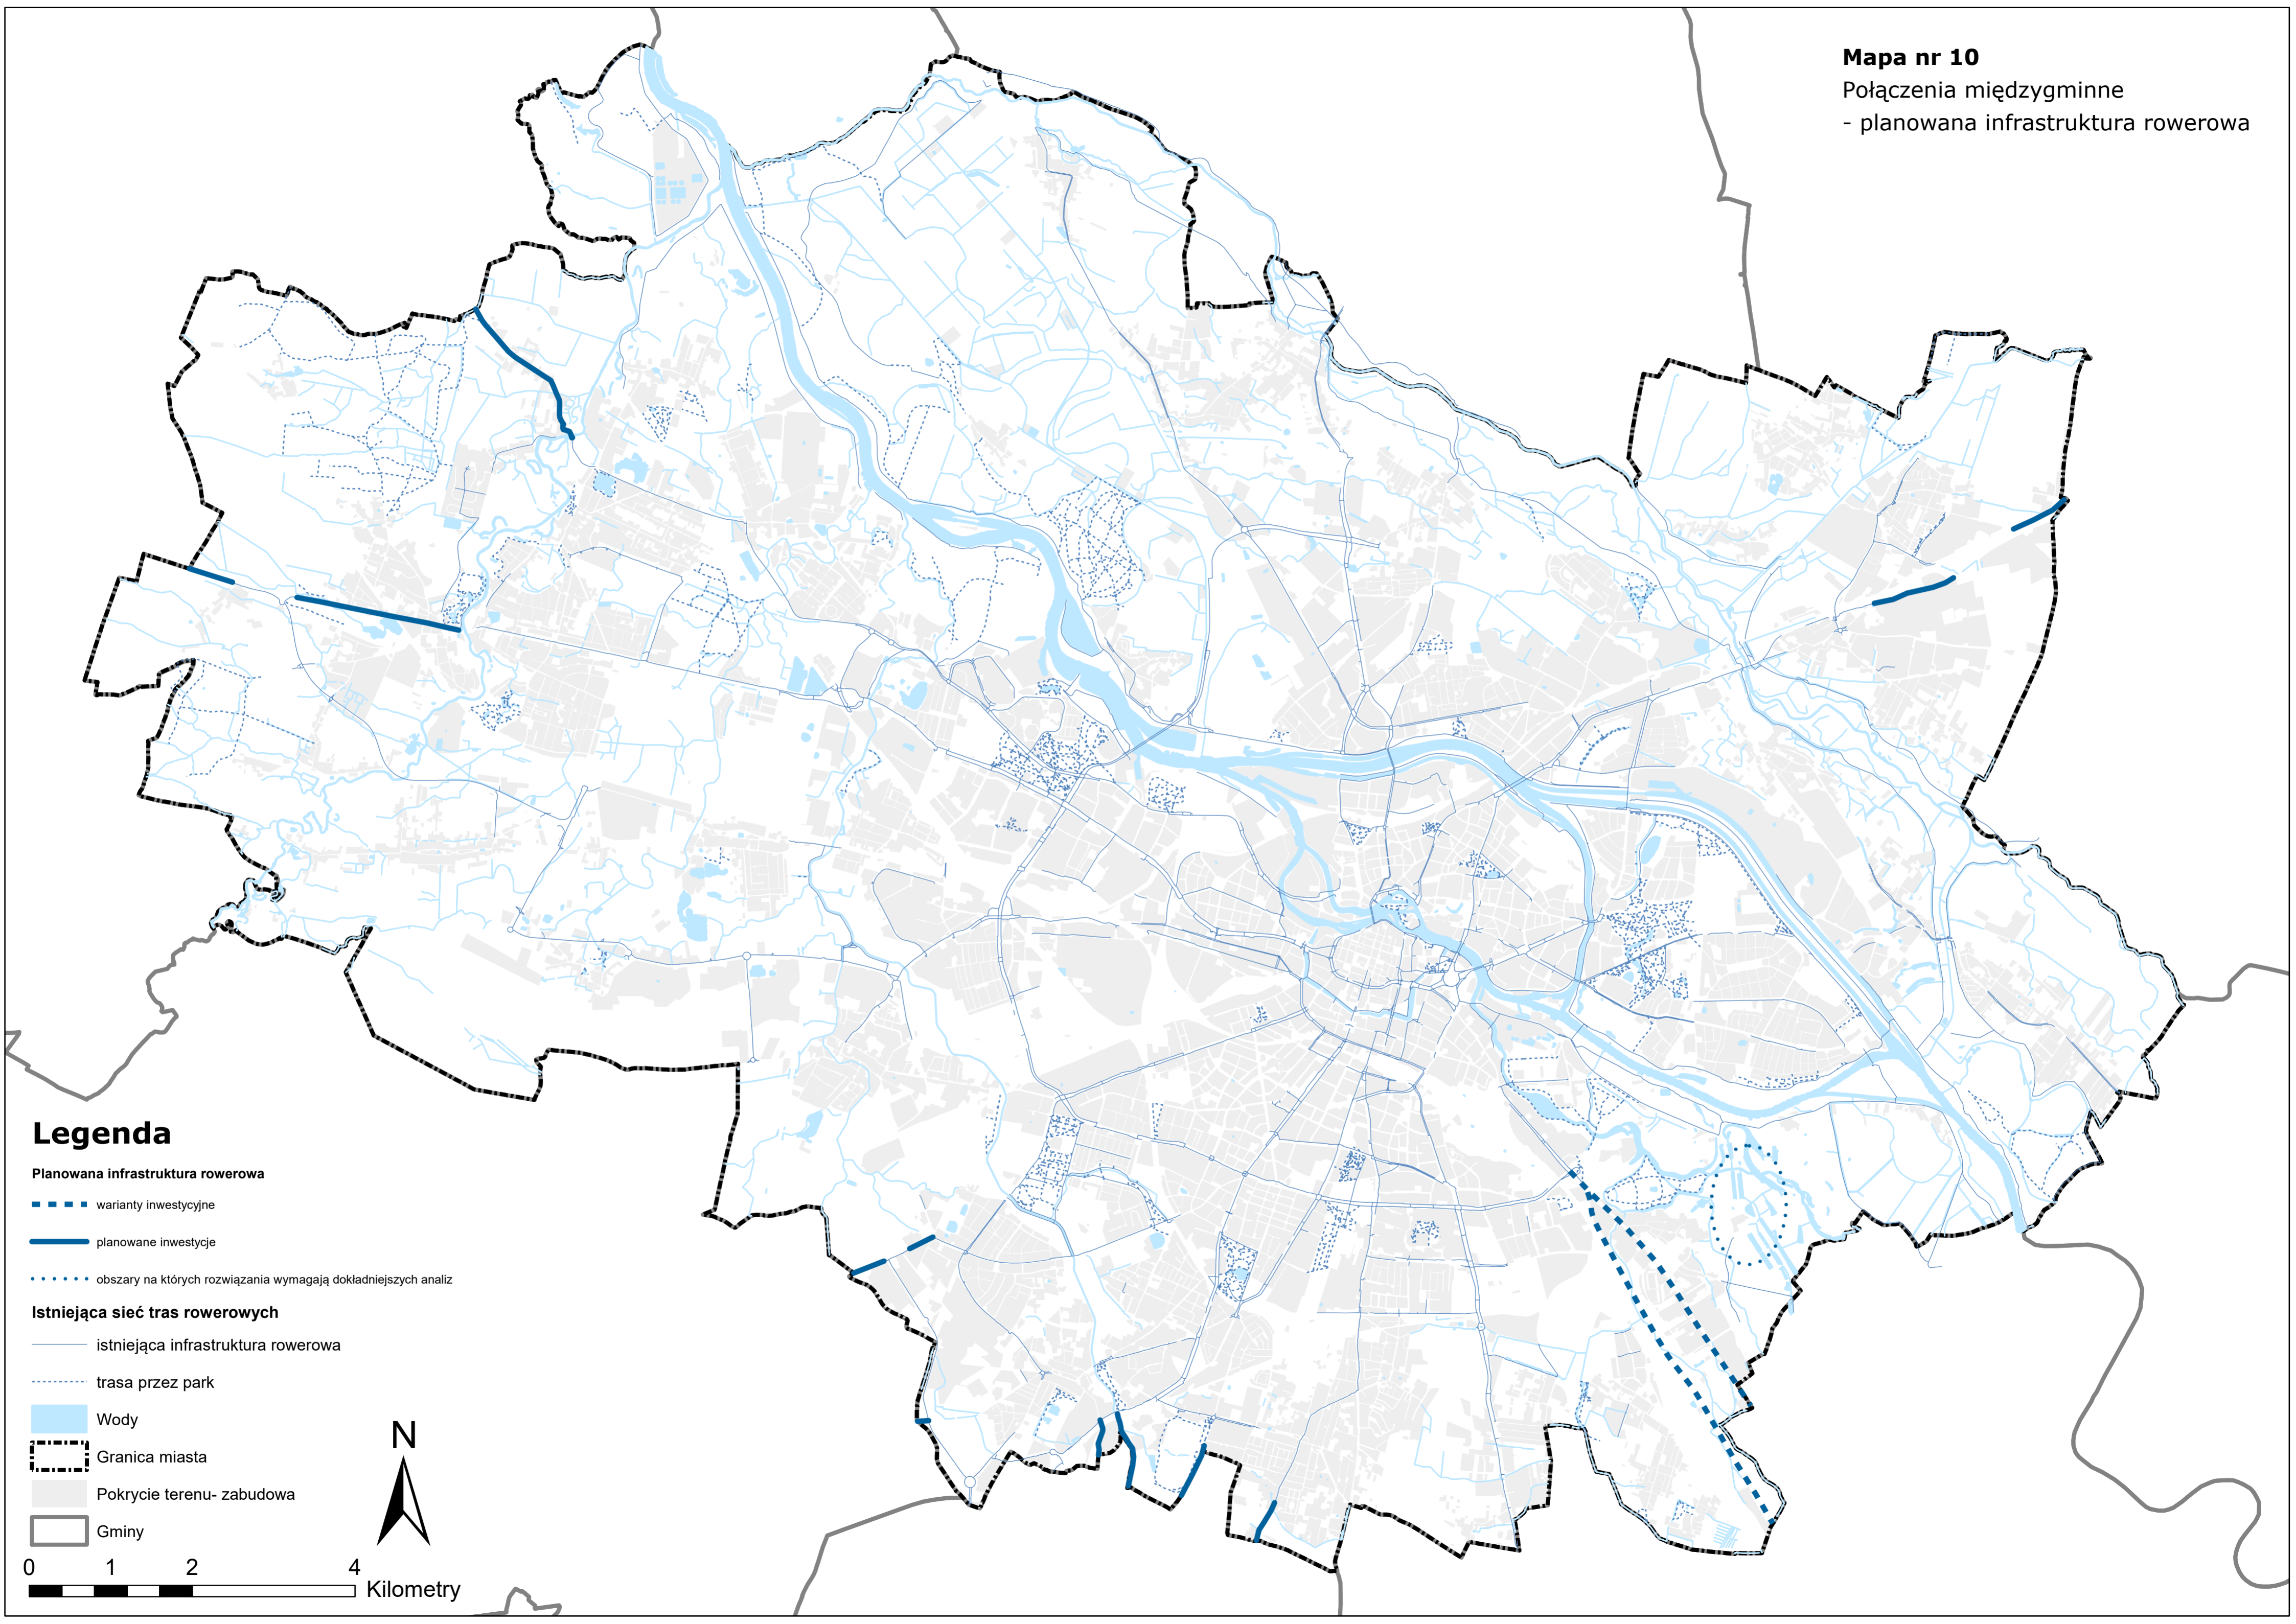 Mapa nr 10
Połączenia międzygminne
- planowana infrastruktura rowerowa
Legenda
Planowana infrastruktura rowerowa
warianty inwestycyjne
planowane inwestycje
obszary na których rozwiązania wymagają dokładniejszych analiz
Istniejąca sieć tras rowerowych
istniejąca infrastruktura rowerowa
trasa przez park
Wody
Granica miasta
Pokrycie terenu- zabudowa
Gminy
N
0 1 2 4
Kilometry